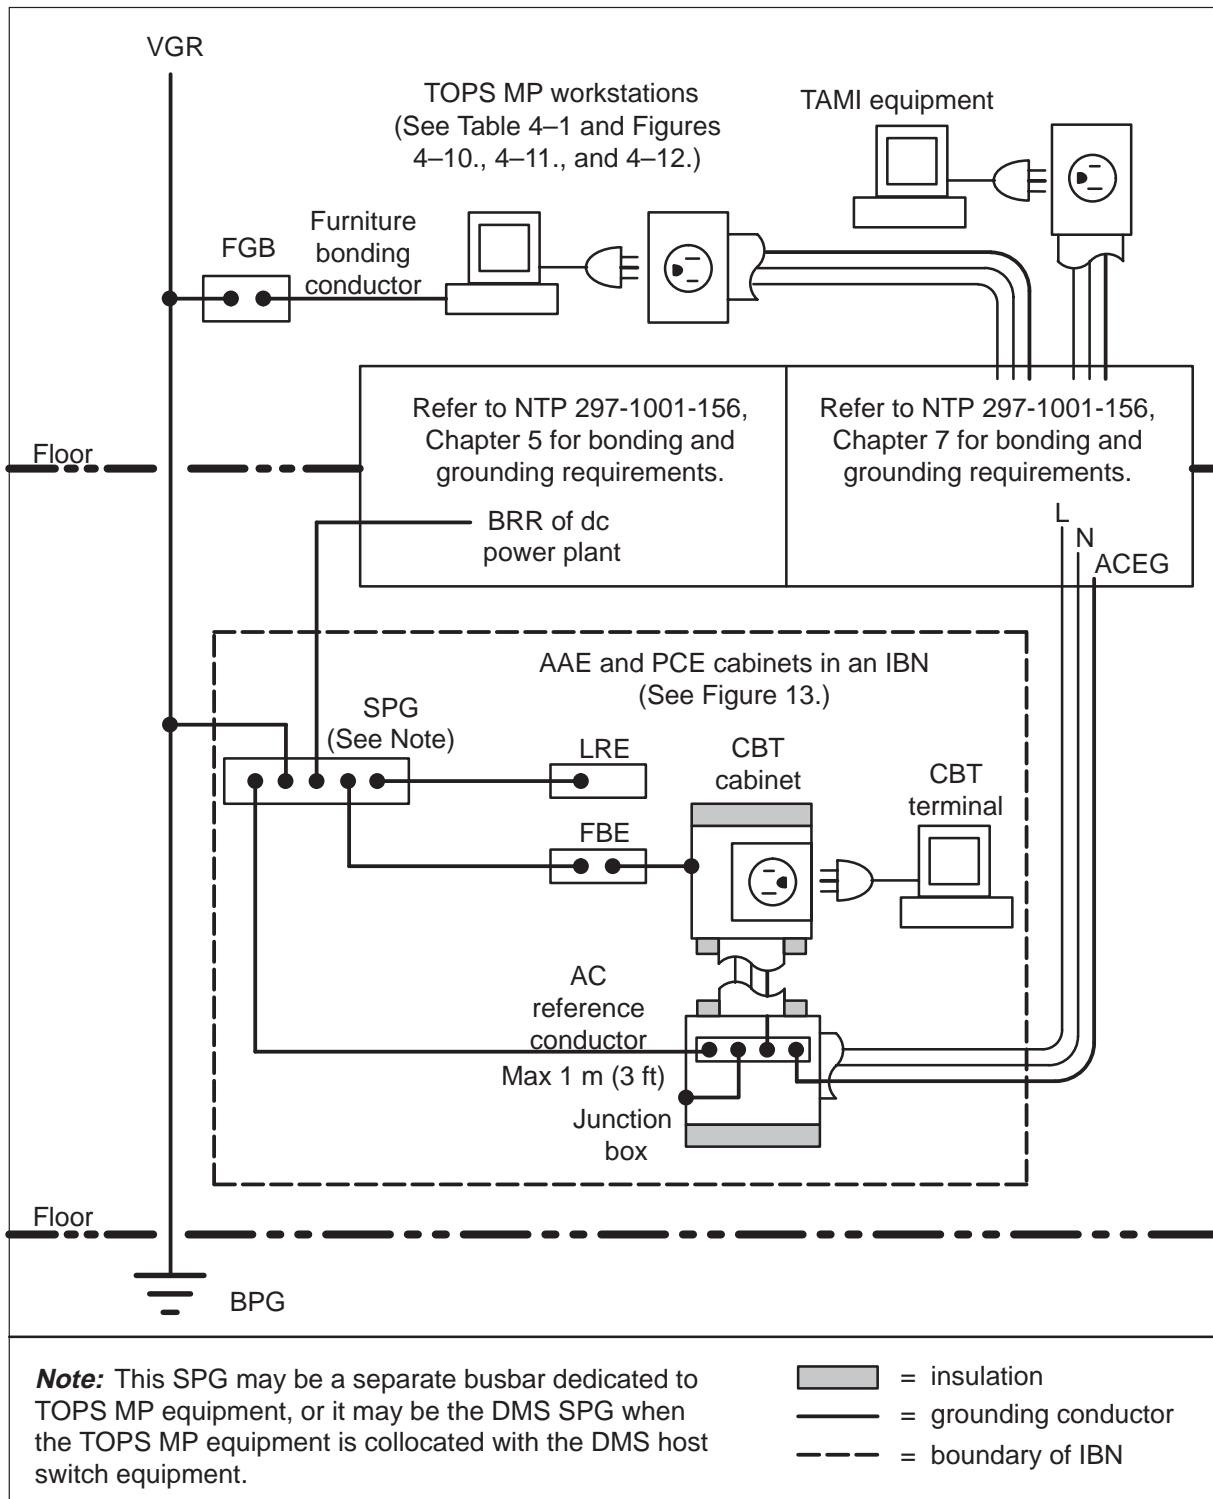 VGR
TOPS MP workstations
(See Table 4–1 and Figures
4–10., 4–11., and 4–12.)
TAMI equipment
FGB
Furniture
bonding
conductor
Refer to NTP 297-1001-156,
Chapter 5 for bonding and
grounding requirements.
Refer to NTP 297-1001-156,
Chapter 7 for bonding and
grounding requirements.
Floor
BRR of dc
power plant
L
N
ACEG
AAE and PCE cabinets in an IBN
(See Figure 13.)
SPG
(See Note)
LRE
CBT
cabinet
CBT
terminal
FBE
AC
reference
conductor
Max 1 m (3 ft)
Junction
box
Floor
BPG
Note: This SPG may be a separate busbar dedicated to
TOPS MP equipment, or it may be the DMS SPG when
the TOPS MP equipment is collocated with the DMS host
switch equipment.
= insulation
= grounding conductor
= boundary of IBN